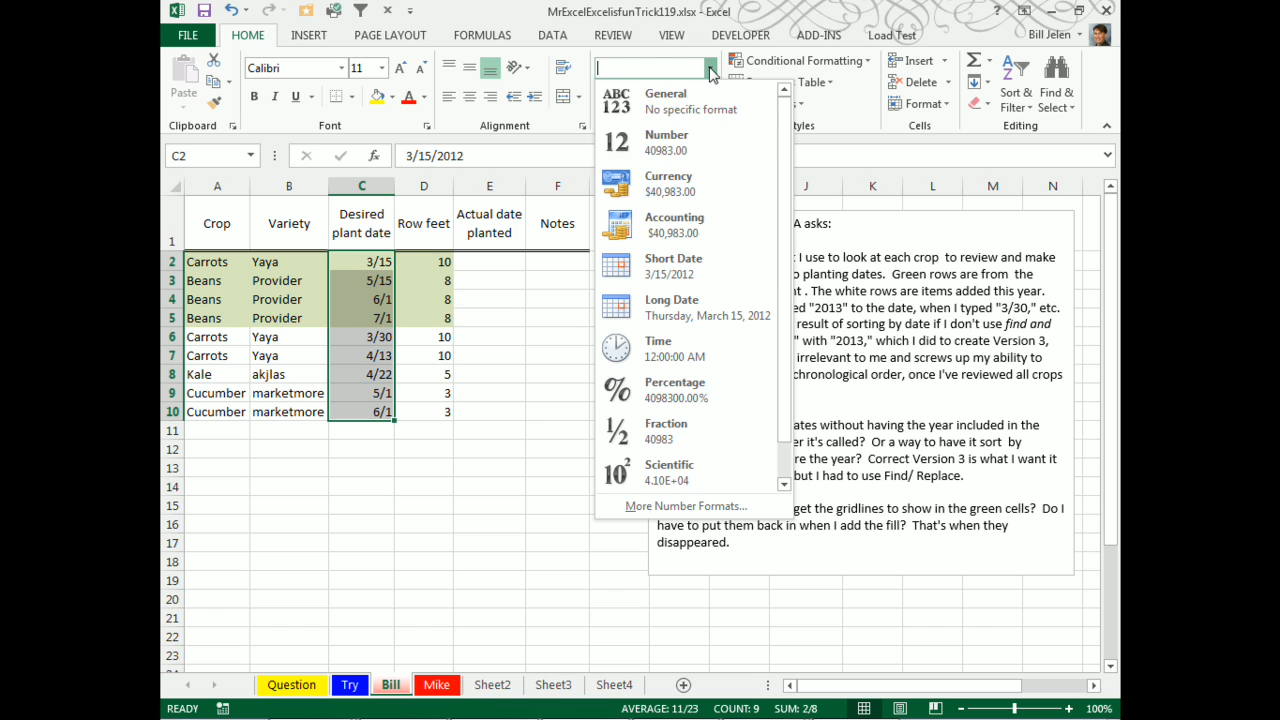 MrExcelExcelisfunTrick119.xlsx - Excel
FILE HOME INSERT PAGE LAYOUT FORMULAS DATA REVIEW VIEW DEVELOPER ADD-INS Load Test Bill Jelen
Calibri 11 Conditional Formatting Insert
Paste Table Delete Sort & Find &
Format Filter Select
Clipboard Font Alignment Cells Editing
C2 3/15/2012
General
No specific format
Number
40983.00
Currency
$40,983.00
Accounting
$40,983.00
Short Date
3/15/2012
Long Date
Thursday, March 15, 2012
Time
12:00:00 AM
Percentage
4098300.00%
Fraction
40983
Scientific
4.10E+04
More Number Formats...
A B C D E F J K L M N
1 Crop Variety Desired plant date Row feet Actual date planted Notes
2 Carrots Yaya 3/15 10
3 Beans Provider 5/15 8
4 Beans Provider 6/1 8
5 Beans Provider 7/1 8
6 Carrots Yaya 3/30 10
7 Carrots Yaya 4/13 10
8 Kale akjlas 4/22 5
9 Cucumber marketmore 5/1 3
10 Cucumber marketmore 6/1 3
11
12
13
14
15
16
17
18
19
20
21
22
23
A asks:
I use to look at each crop to review and make
planting dates. Green rows are from the
. The white rows are items added this year.
"2013" to the date, when I typed "3/30," etc.
result of sorting by date if I don't use find and
" with "2013," which I did to create Version 3,
irrelevant to me and screws up my ability to
chronological order, once I've reviewed all crops
without having the year included in the
it's called? Or a way to have it sort by
the year? Correct Version 3 is what I want it
but I had to use Find/ Replace.
get the gridlines to show in the green cells? Do I
have to put them back in when I add the fill? That's when they
disappeared.
Question Try Bill Mike Sheet2 Sheet3 Sheet4
READY AVERAGE: 11/23 COUNT: 9 SUM: 2/8 100%